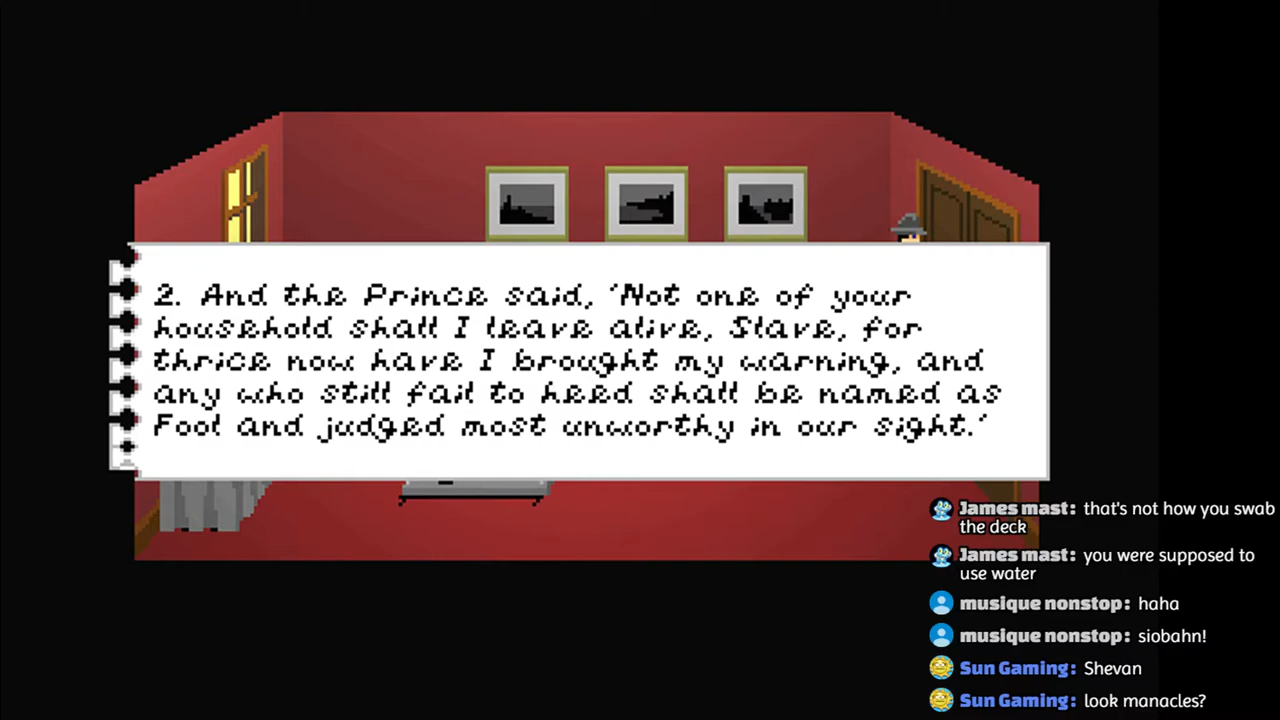 2. And the Prince said, 'Not one of your
household shall I leave alive, Slave, for
thrice now have I brought my warning, and
any who still fail to heed shall be named as
Fool and judged most unworthy in our sight.'
James mast: that's not how you swab
the deck
James mast: you were supposed to
use water
musique nonstop: haha
musique nonstop: siobahn!
Sun Gaming: Shevan
Sun Gaming: look manacles?